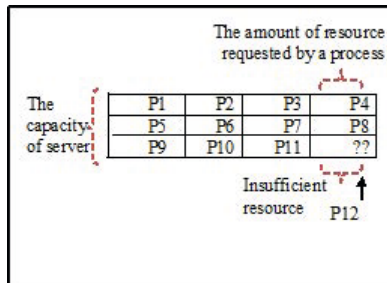 The amount of resource
requested by a process
The
capacity
of server
P1 P2 P3 P4
P5 P6 P7 P8
P9 P10 P11 ??
Insufficient
resource
P12